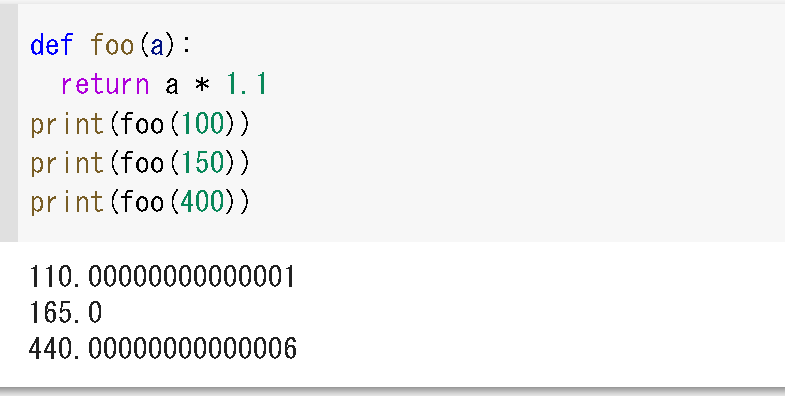 def foo(a):
  return a * 1.1
print(foo(100))
print(foo(150))
print(foo(400))
110.00000000000001
165.0
440.00000000000006